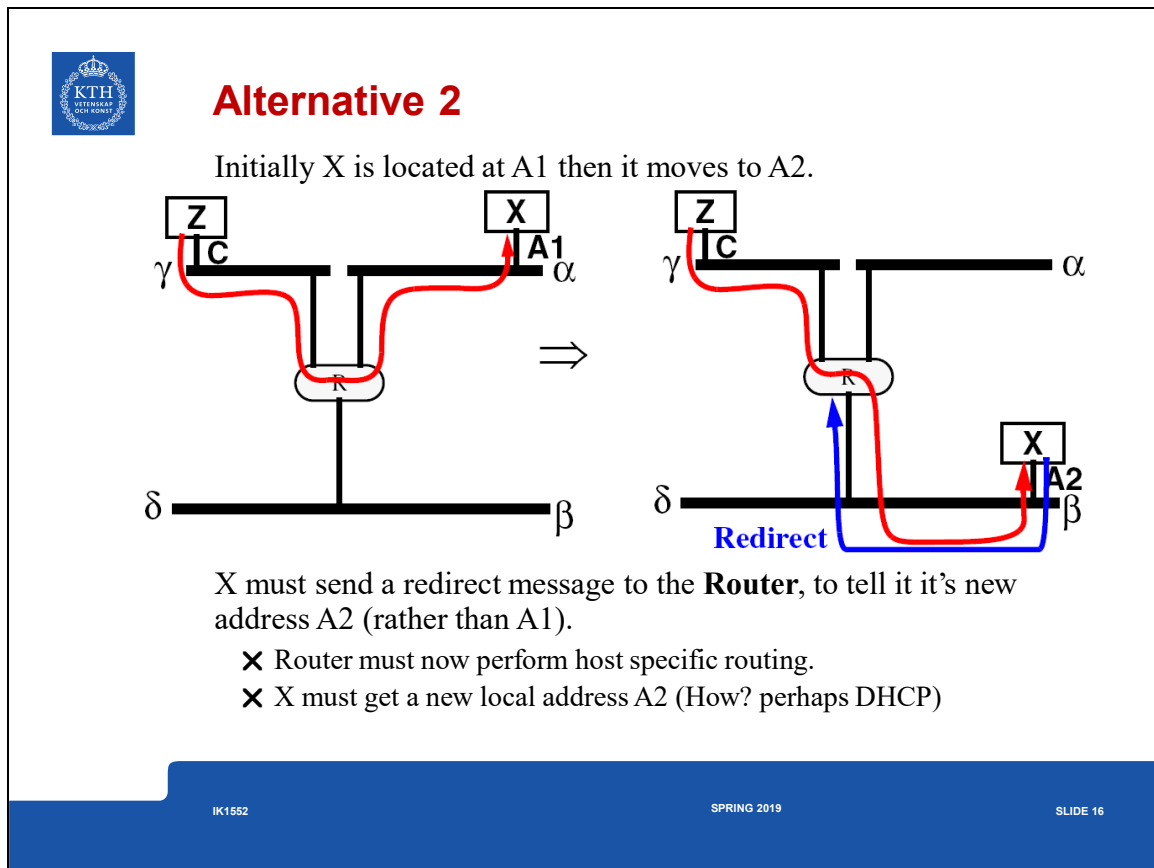 KTH
VETENSKAP
OCH KONST
Alternative 2
Initially X is located at A1 then it moves to A2.
Z
C
γ
X
A1
α
R
δ
β
⇒
Z
C
γ
α
R
X
A2
δ
β
Redirect
X must send a redirect message to the Router, to tell it it’s new
address A2 (rather than A1).
✕ Router must now perform host specific routing.
✕ X must get a new local address A2 (How? perhaps DHCP)
IK1552
SPRING 2019
SLIDE 16